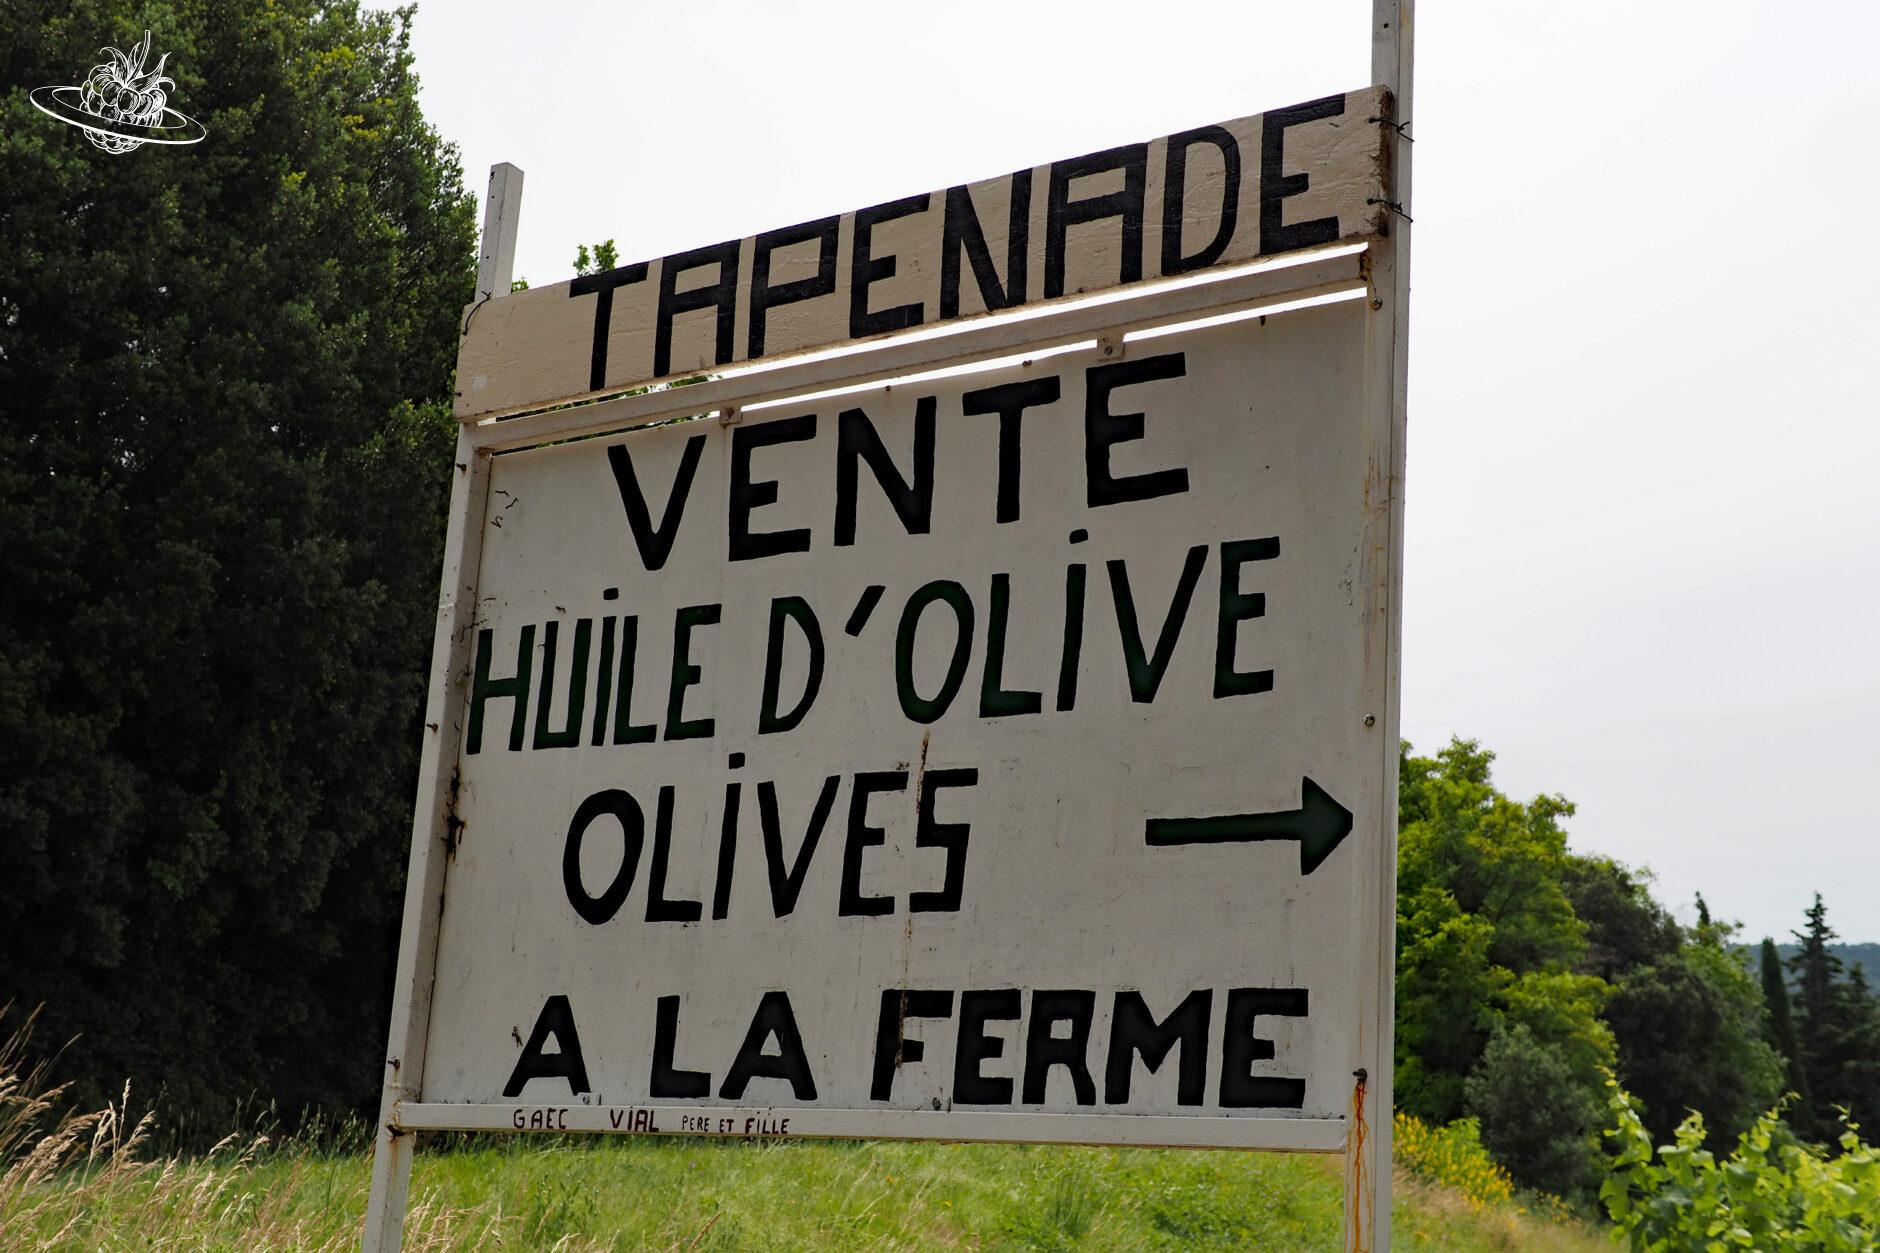 TAPENADE
VENTE
HUiLE D'OLiVE
OLiVES
A LA FERME
GAEC VIAL PERE ET FiLLE